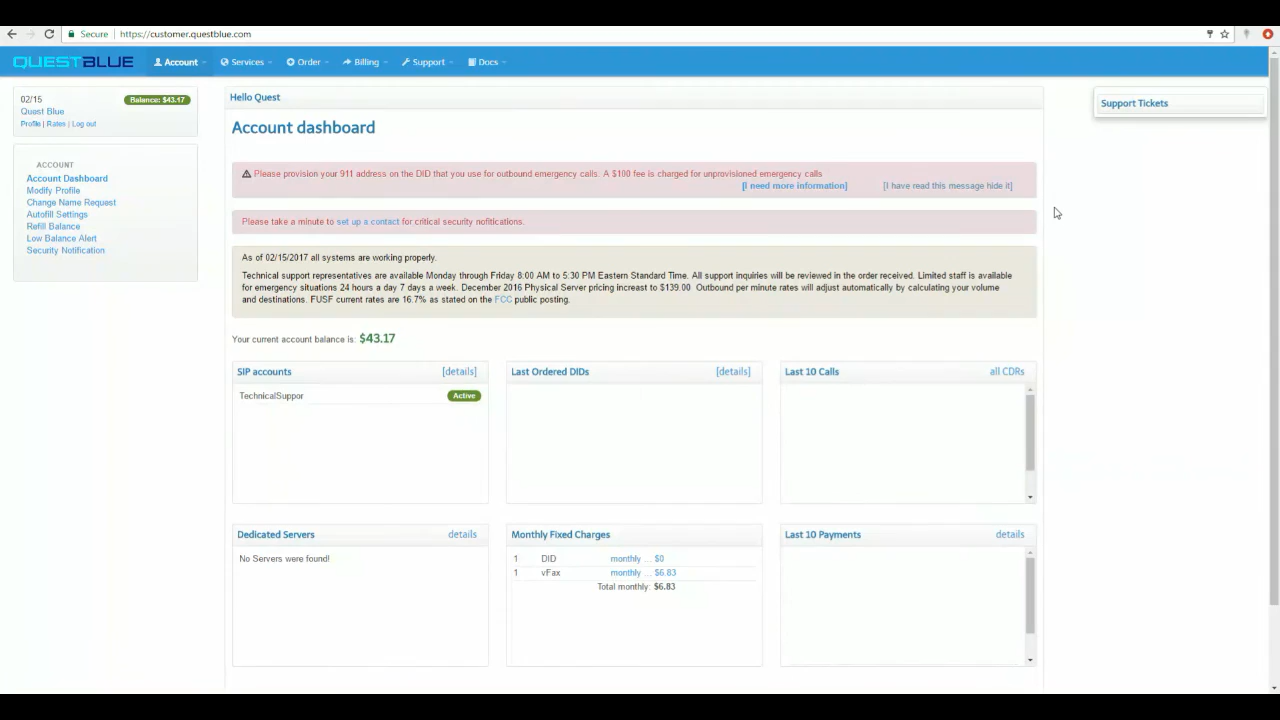 Secure https://customer.questblue.com
QUESTBLUE Account Services Order Billing Support Docs
02/15 Balance: $43.17
Quest Blue
Profile | Rates | Log out
ACCOUNT
Account Dashboard
Modify Profile
Change Name Request
Autofill Settings
Refill Balance
Low Balance Alert
Security Notification
Hello Quest
Account dashboard
Please provision your 911 address on the DID that you use for outbound emergency calls. A $100 fee is charged for unprovisioned emergency calls
[I need more information] [I have read this message hide it]
Please take a minute to set up a contact for critical security nofitications.
As of 02/15/2017 all systems are working properly.
Technical support representatives are available Monday through Friday 8:00 AM to 5:30 PM Eastern Standard Time. All support inquiries will be reviewed in the order received. Limited staff is available
for emergency situations 24 hours a day 7 days a week. December 2016 Physical Server pricing increase to $139.00 Outbound per minute rates will adjust automatically by calculating your volume
and destinations. FUSF current rates are 16.7% as stated on the FCC public posting.
Your current account balance is: $43.17
SIP accounts [details]
TechnicalSuppor Active
Last Ordered DIDs [details]
Last 10 Calls all CDRs
Dedicated Servers details
No Servers were found!
Monthly Fixed Charges
1 DID monthly ... $0
1 vFax monthly ... $6.83
Total monthly: $6.83
Last 10 Payments details
Support Tickets